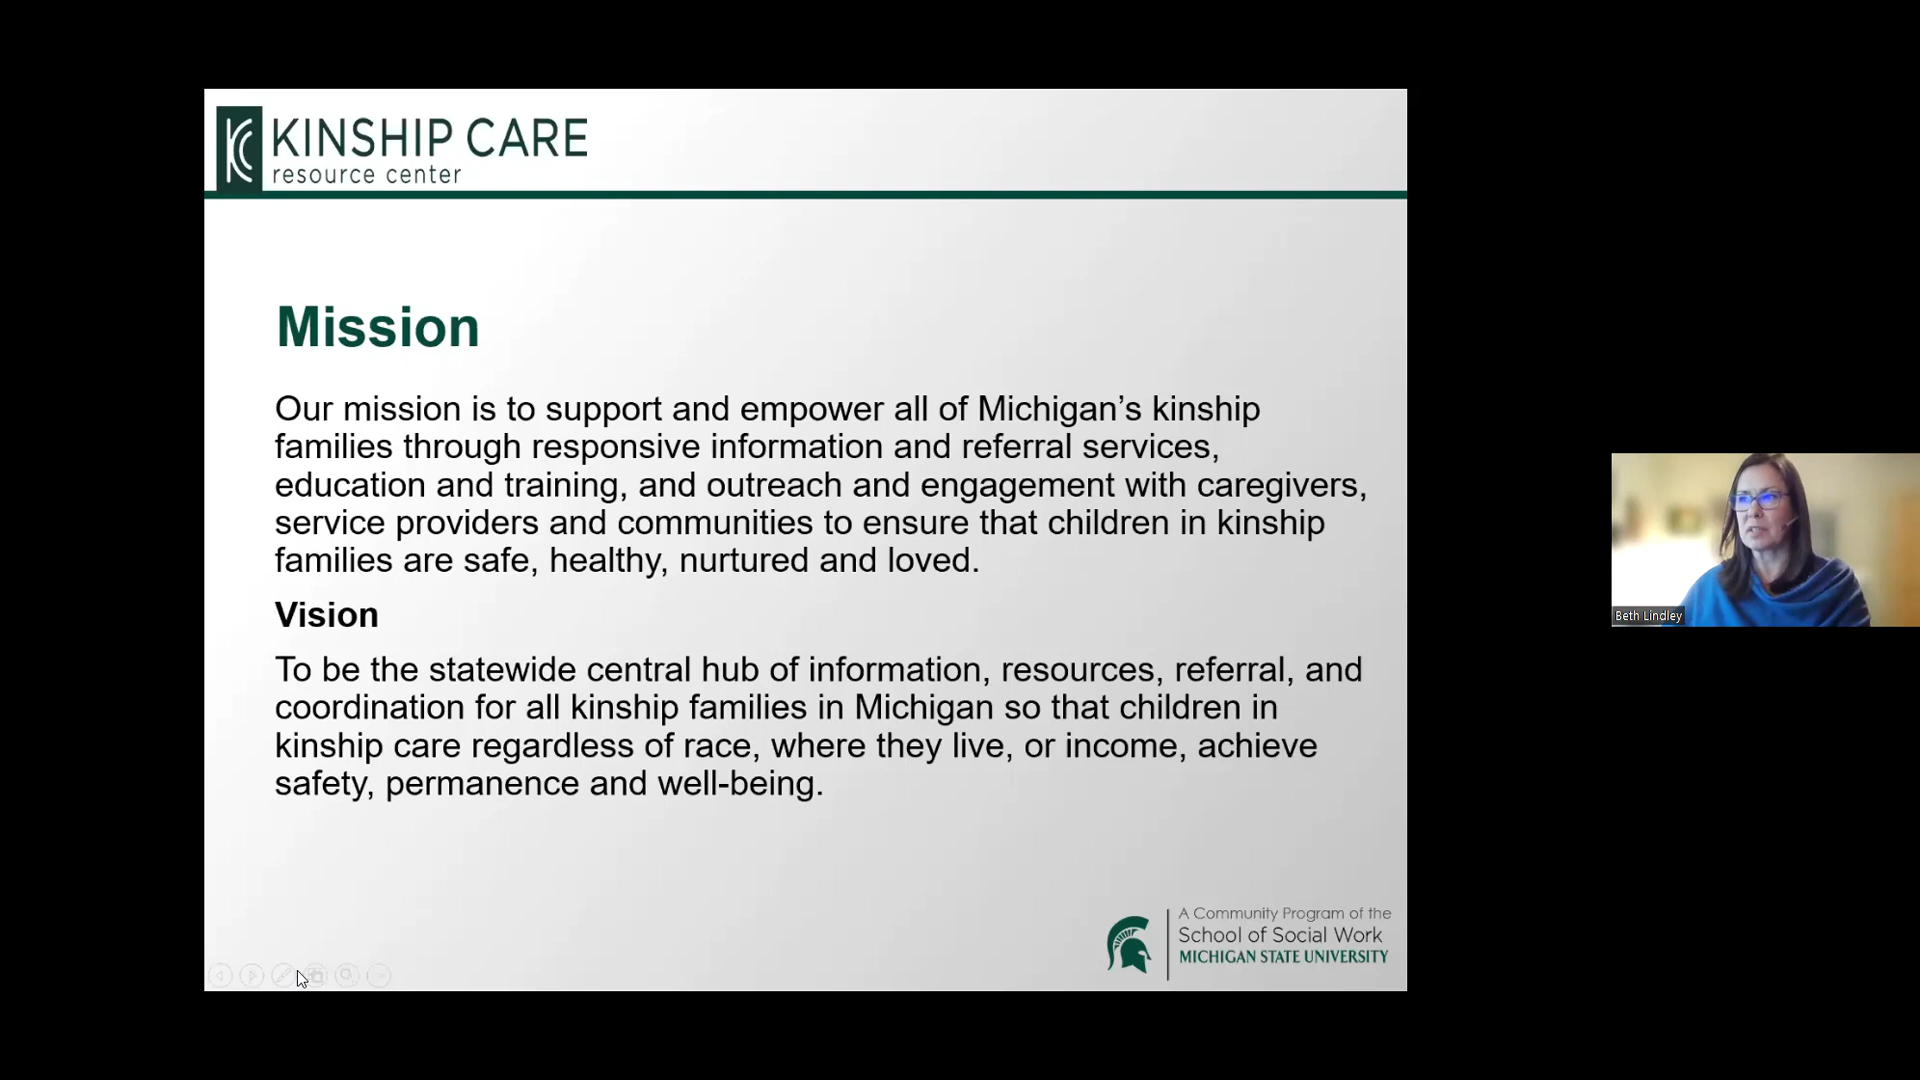 KINSHIP CARE
resource center
Mission
Our mission is to support and empower all of Michigan’s kinship
families through responsive information and referral services,
education and training, and outreach and engagement with caregivers,
service providers and communities to ensure that children in kinship
families are safe, healthy, nurtured and loved.
Vision
To be the statewide central hub of information, resources, referral, and
coordination for all kinship families in Michigan so that children in
kinship care regardless of race, where they live, or income, achieve
safety, permanence and well-being.
A Community Program of the
School of Social Work
MICHIGAN STATE UNIVERSITY
Beth Lindley